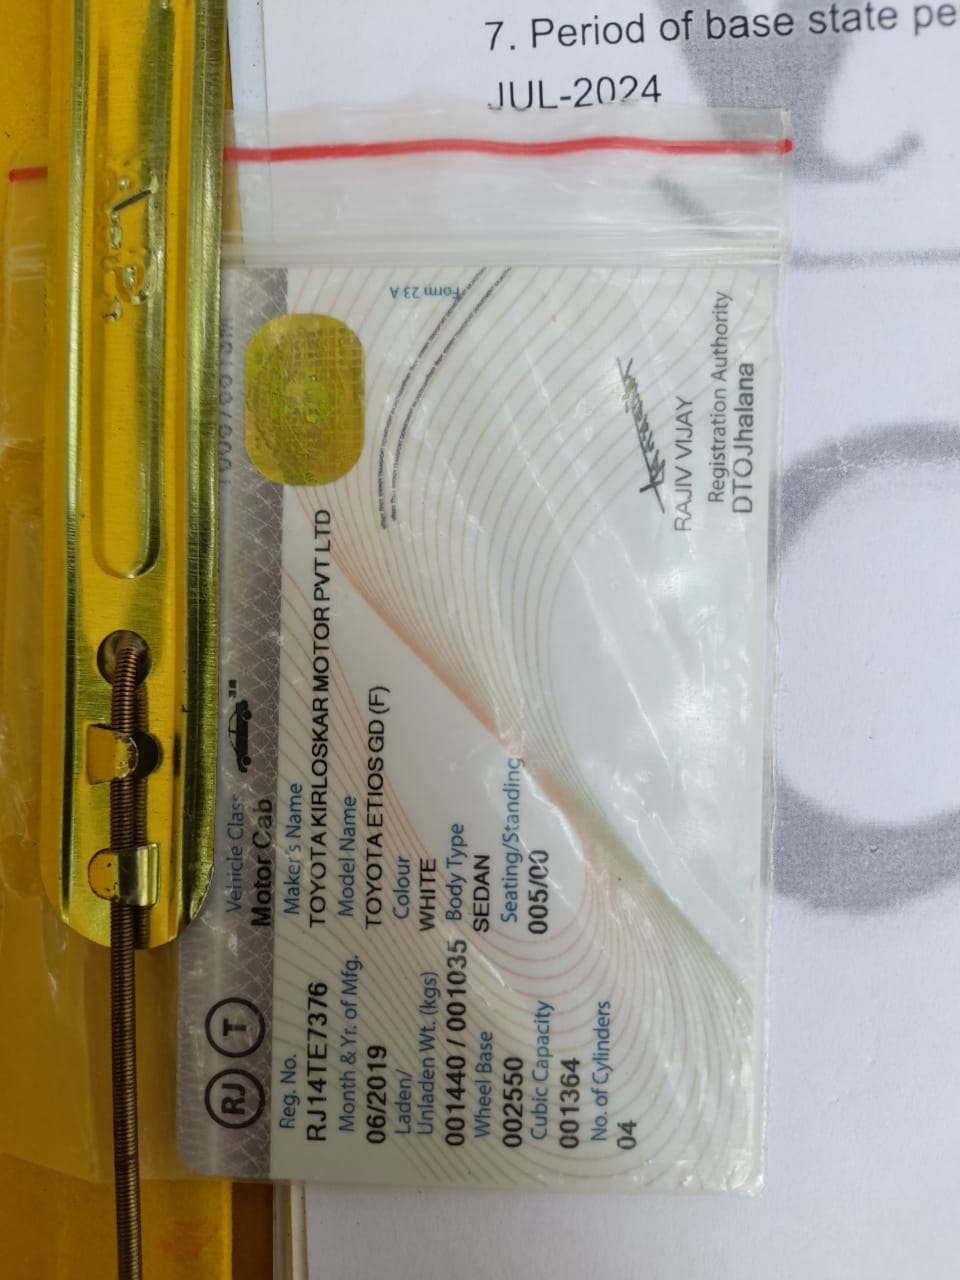 7. Period of base state pe
JUL-2024
RJ T
Vehicle Class
Motor Cab
Form 23 A
Reg. No.
RJ14TE7376
Maker's Name
TOYOTA KIRLOSKAR MOTOR PVT LTD
Month & Yr. of Mfg.
06/2019
Model Name
TOYOTA ETIOS GD (F)
Laden/
Unladen Wt. (kgs)
001440 / 001035
Colour
WHITE
Wheel Base
002550
Body Type
SEDAN
Cubic Capacity
001364
Seating/Standing
005/00
No. of Cylinders
04
RAJIV VIJAY
Registration Authority
DTOJhalana